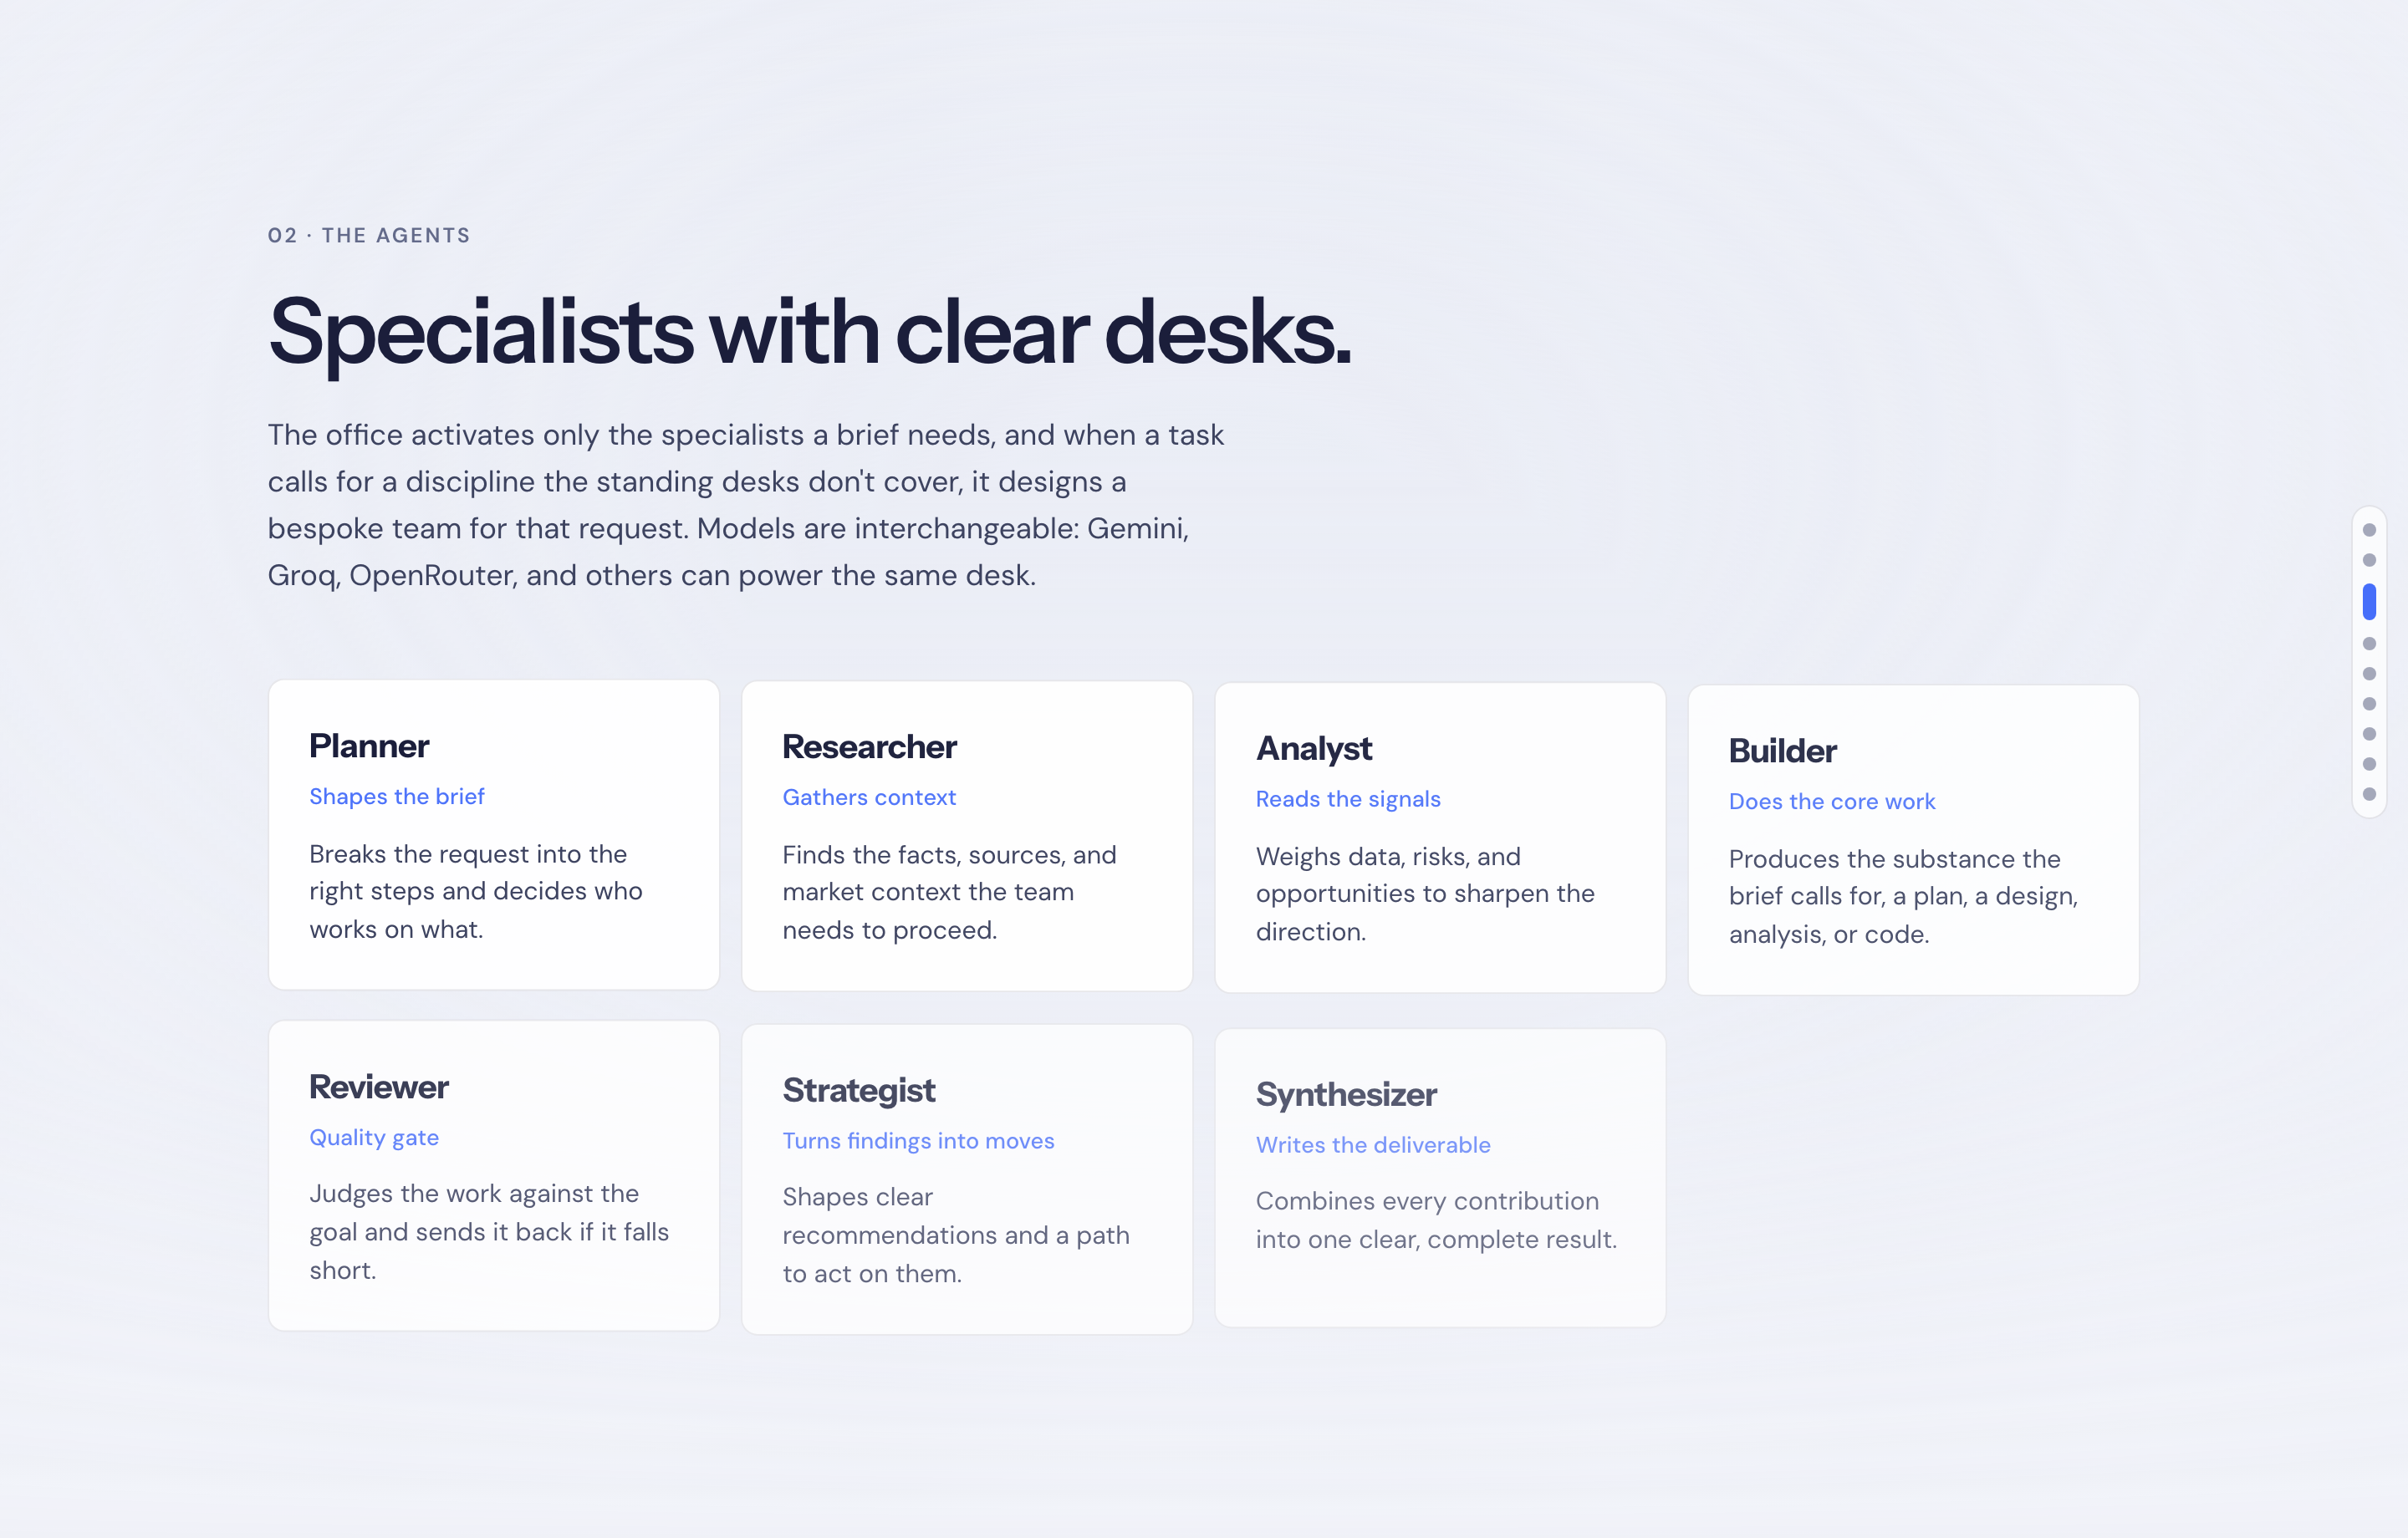 02 · THE AGENTS
Specialists with clear desks.
The office activates only the specialists a brief needs, and when a task
calls for a discipline the standing desks don't cover, it designs a
bespoke team for that request. Models are interchangeable: Gemini,
Groq, OpenRouter, and others can power the same desk.
Planner
Shapes the brief
Breaks the request into the
right steps and decides who
works on what.
Researcher
Gathers context
Finds the facts, sources, and
market context the team
needs to proceed.
Analyst
Reads the signals
Weighs data, risks, and
opportunities to sharpen the
direction.
Builder
Does the core work
Produces the substance the
brief calls for, a plan, a design,
analysis, or code.
Reviewer
Quality gate
Judges the work against the
goal and sends it back if it falls
short.
Strategist
Turns findings into moves
Shapes clear
recommendations and a path
to act on them.
Synthesizer
Writes the deliverable
Combines every contribution
into one clear, complete result.